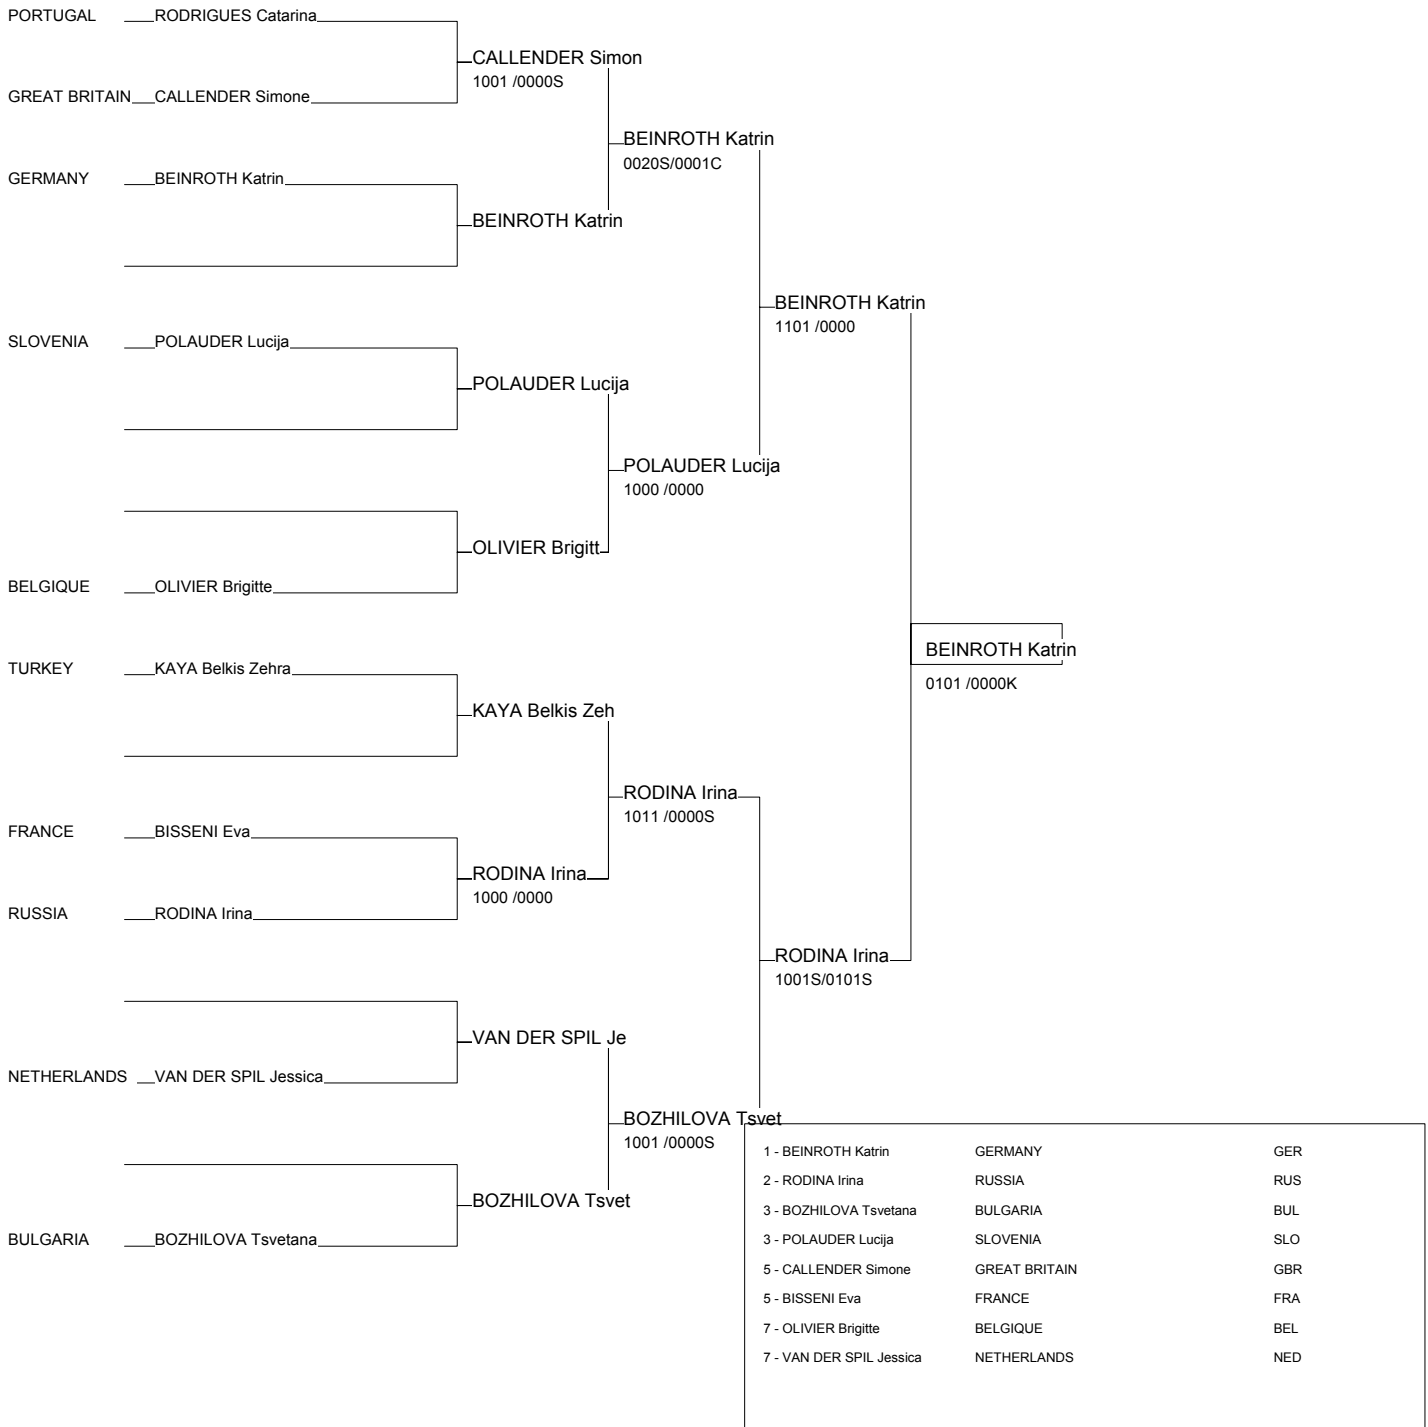 PORTUGAL RODRIGUES Catarina
CALLENDER Simon
1001 /0000S
GREAT BRITAIN CALLENDER Simone
BEINROTH Katrin
0020S/0001C
GERMANY BEINROTH Katrin
BEINROTH Katrin
BEINROTH Katrin
1101 /0000
SLOVENIA POLAUDER Lucija
POLAUDER Lucija
POLAUDER Lucija
1000 /0000
OLIVIER Brigitt
BELGIQUE OLIVIER Brigitte
BEINROTH Katrin
0101 /0000K
TURKEY KAYA Belkis Zehra
KAYA Belkis Zeh
RODINA Irina
1011 /0000S
FRANCE BISSENI Eva
RODINA Irina
1000 /0000
RUSSIA RODINA Irina
RODINA Irina
1001S/0101S
VAN DER SPIL Je
NETHERLANDS VAN DER SPIL Jessica
BOZHILOVA Tsvet
1001 /0000S
BOZHILOVA Tsvet
BULGARIA BOZHILOVA Tsvetana
1 - BEINROTH Katrin GERMANY GER
2 - RODINA Irina RUSSIA RUS
3 - BOZHILOVA Tsvetana BULGARIA BUL
3 - POLAUDER Lucija SLOVENIA SLO
5 - CALLENDER Simone GREAT BRITAIN GBR
5 - BISSENI Eva FRANCE FRA
7 - OLIVIER Brigitte BELGIQUE BEL
7 - VAN DER SPIL Jessica NETHERLANDS NED